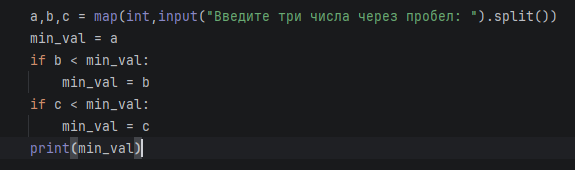 a,b,c = map(int,input("Введите три числа через пробел: ").split())
min_val = a
if b < min_val:
    min_val = b
if c < min_val:
    min_val = c
print(min_val)